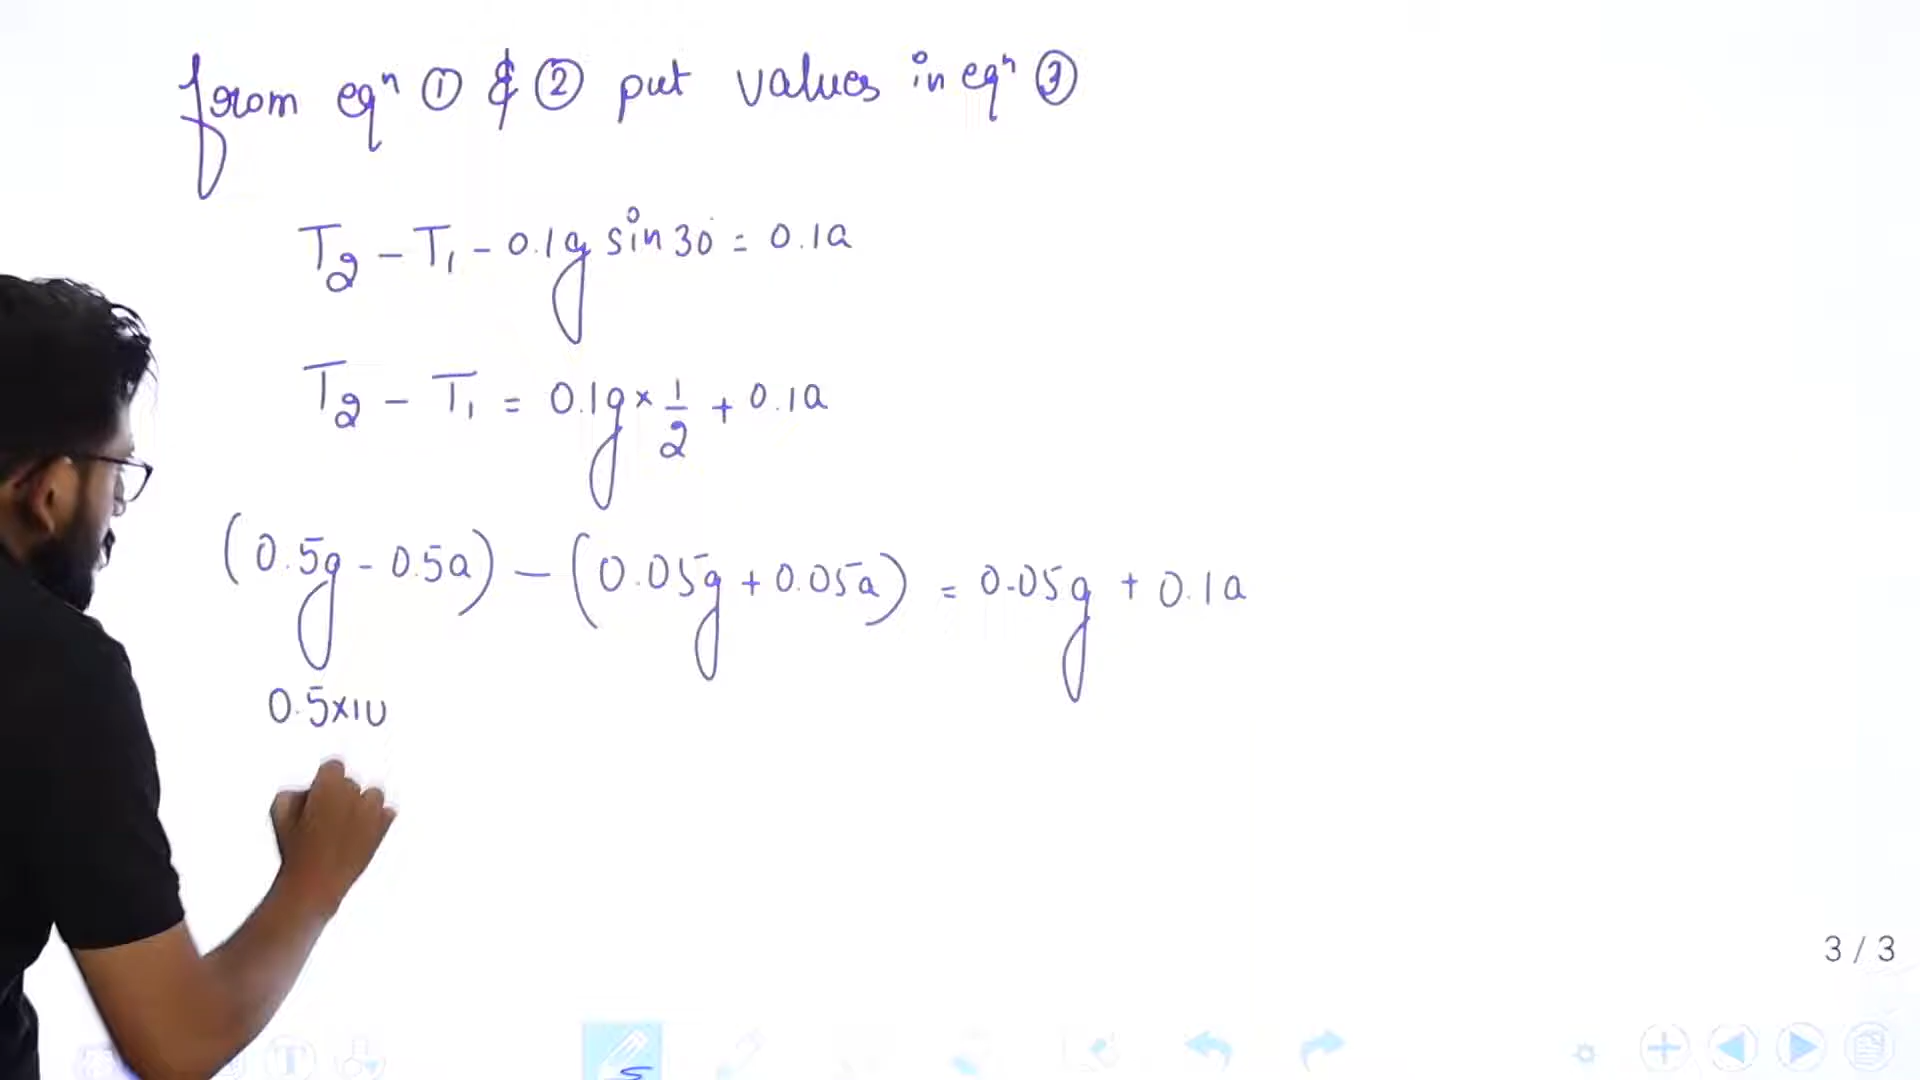 from eqⁿ ① & ② put values in eqⁿ ③
T₂ - T₁ - 0.1g sin30° = 0.1a
T₂ - T₁ = 0.1g × 1/2 + 0.1a
(0.5g - 0.5a) - (0.05g + 0.05a) = 0.05g + 0.1a
0.5×10
3 / 3